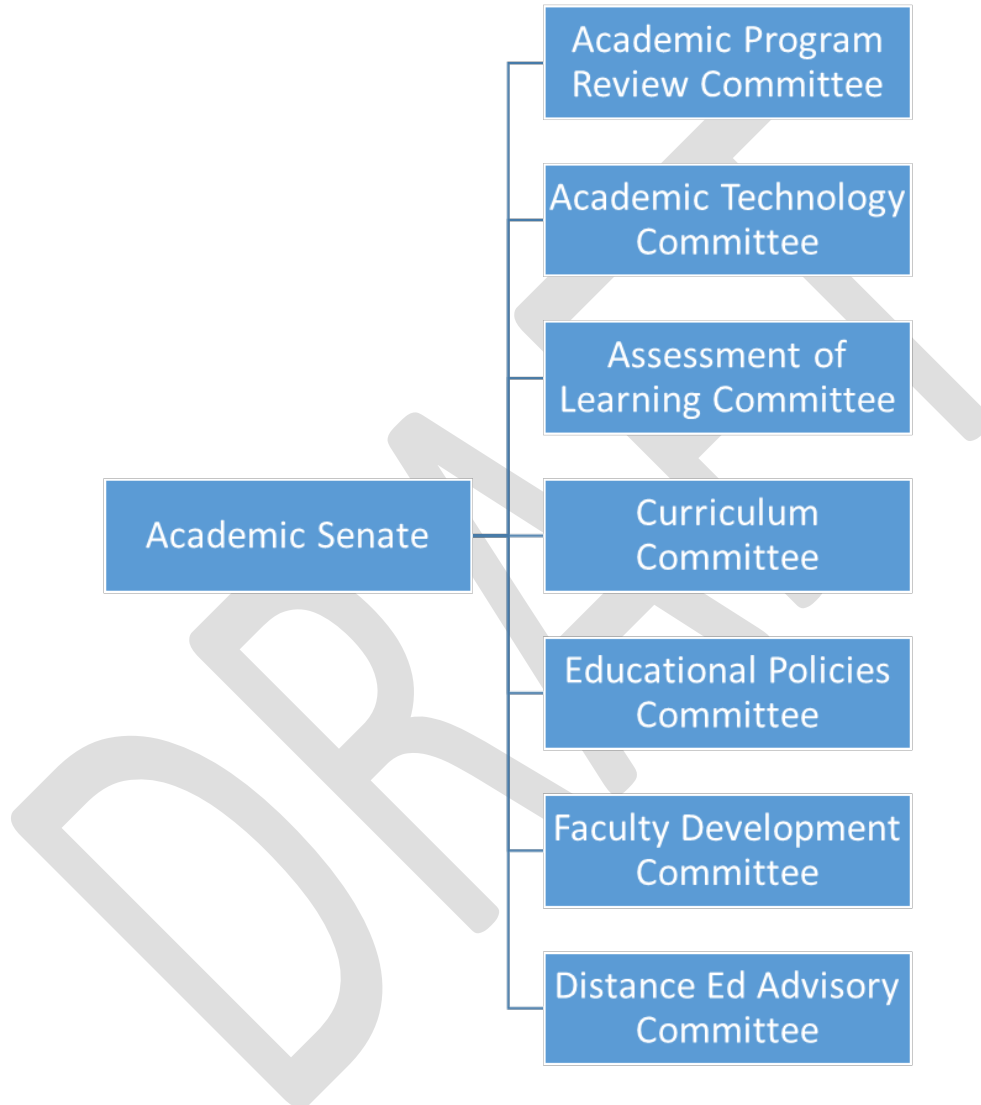 Academic Program
Review Committee
Academic Technology
Committee
Assessment of
Learning Committee
Academic Senate
Curriculum
Committee
Educational Policies
Committee
Faculty Development
Committee
Distance Ed Advisory
Committee
DRAFT